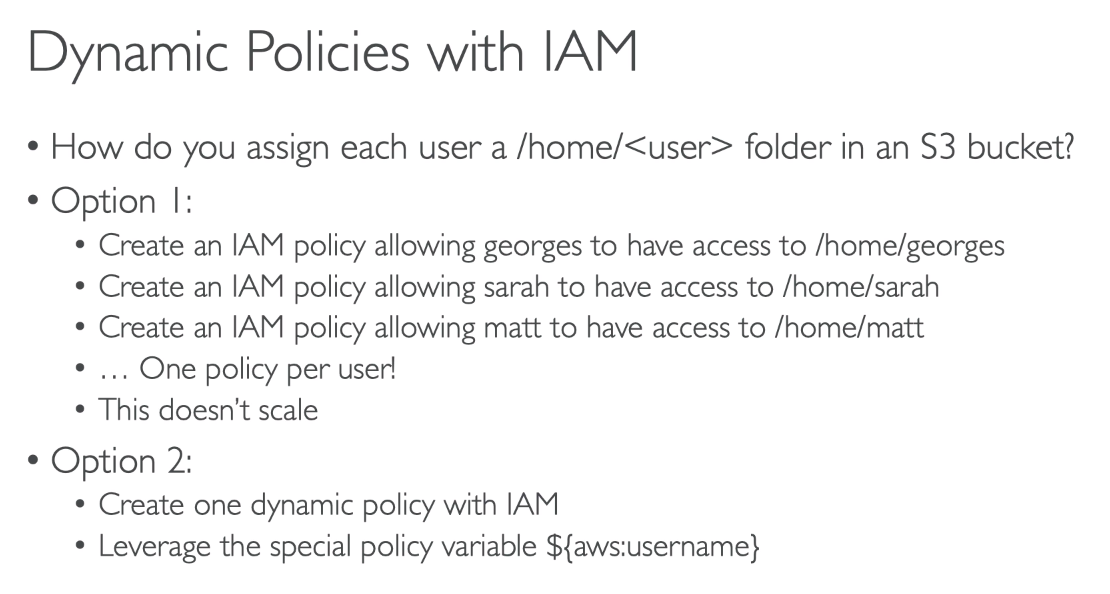 Dynamic Policies with IAM
• How do you assign each user a /home/<user> folder in an S3 bucket?
• Option 1:
• Create an IAM policy allowing georges to have access to /home/georges
• Create an IAM policy allowing sarah to have access to /home/sarah
• Create an IAM policy allowing matt to have access to /home/matt
• … One policy per user!
• This doesn’t scale
• Option 2:
• Create one dynamic policy with IAM
• Leverage the special policy variable ${aws:username}